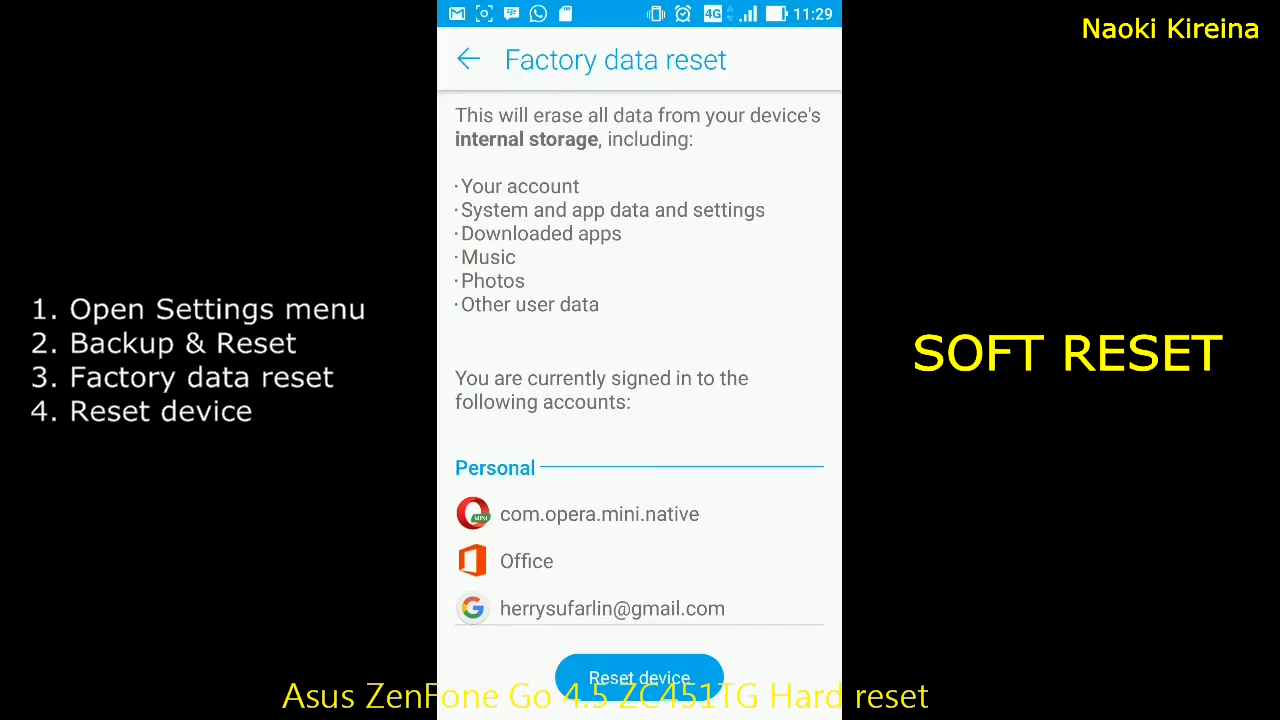 11:29
4G
Naoki Kireina
Factory data reset
This will erase all data from your device's
internal storage, including:
·Your account
·System and app data and settings
·Downloaded apps
·Music
·Photos
·Other user data
You are currently signed in to the
following accounts:
Personal
MINI
com.opera.mini.native
Office
herrysufarlin@gmail.com
Reset device
1. Open Settings menu
2. Backup & Reset
3. Factory data reset
4. Reset device
SOFT RESET
Asus ZenFone Go 4.5 ZC451TG Hard reset